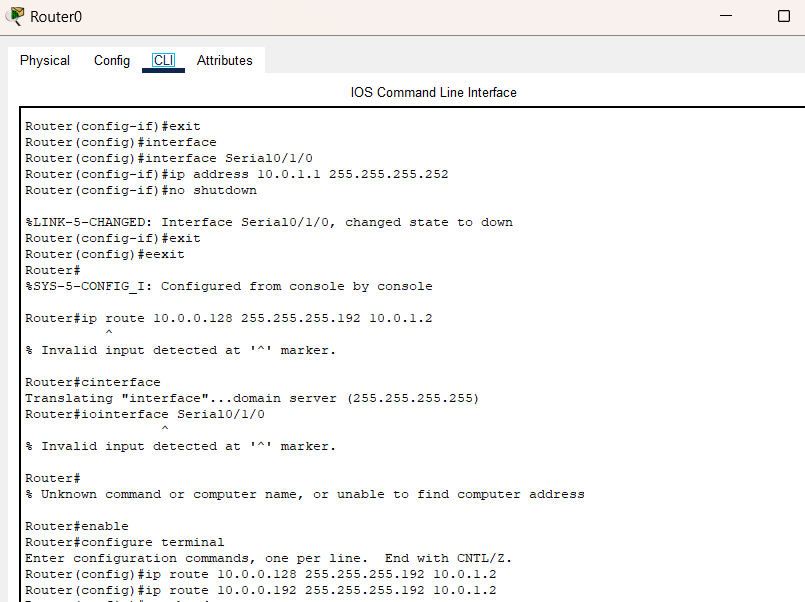 Router0
Physical Config CLI Attributes
IOS Command Line Interface
Router(config-if)#exit
Router(config)#interface
Router(config)#interface Serial0/1/0
Router(config-if)#ip address 10.0.1.1 255.255.255.252
Router(config-if)#no shutdown
%LINK-5-CHANGED: Interface Serial0/1/0, changed state to down
Router(config-if)#exit
Router(config)#eexit
Router#
%SYS-5-CONFIG_I: Configured from console by console
Router#ip route 10.0.0.128 255.255.255.192 10.0.1.2
^
% Invalid input detected at '^' marker.
Router#cinterface
Translating "interface"...domain server (255.255.255.255)
Router#iointerface Serial0/1/0
^
% Invalid input detected at '^' marker.
Router#
% Unknown command or computer name, or unable to find computer address
Router#enable
Router#configure terminal
Enter configuration commands, one per line.  End with CNTL/Z.
Router(config)#ip route 10.0.0.128 255.255.255.192 10.0.1.2
Router(config)#ip route 10.0.0.192 255.255.255.192 10.0.1.2